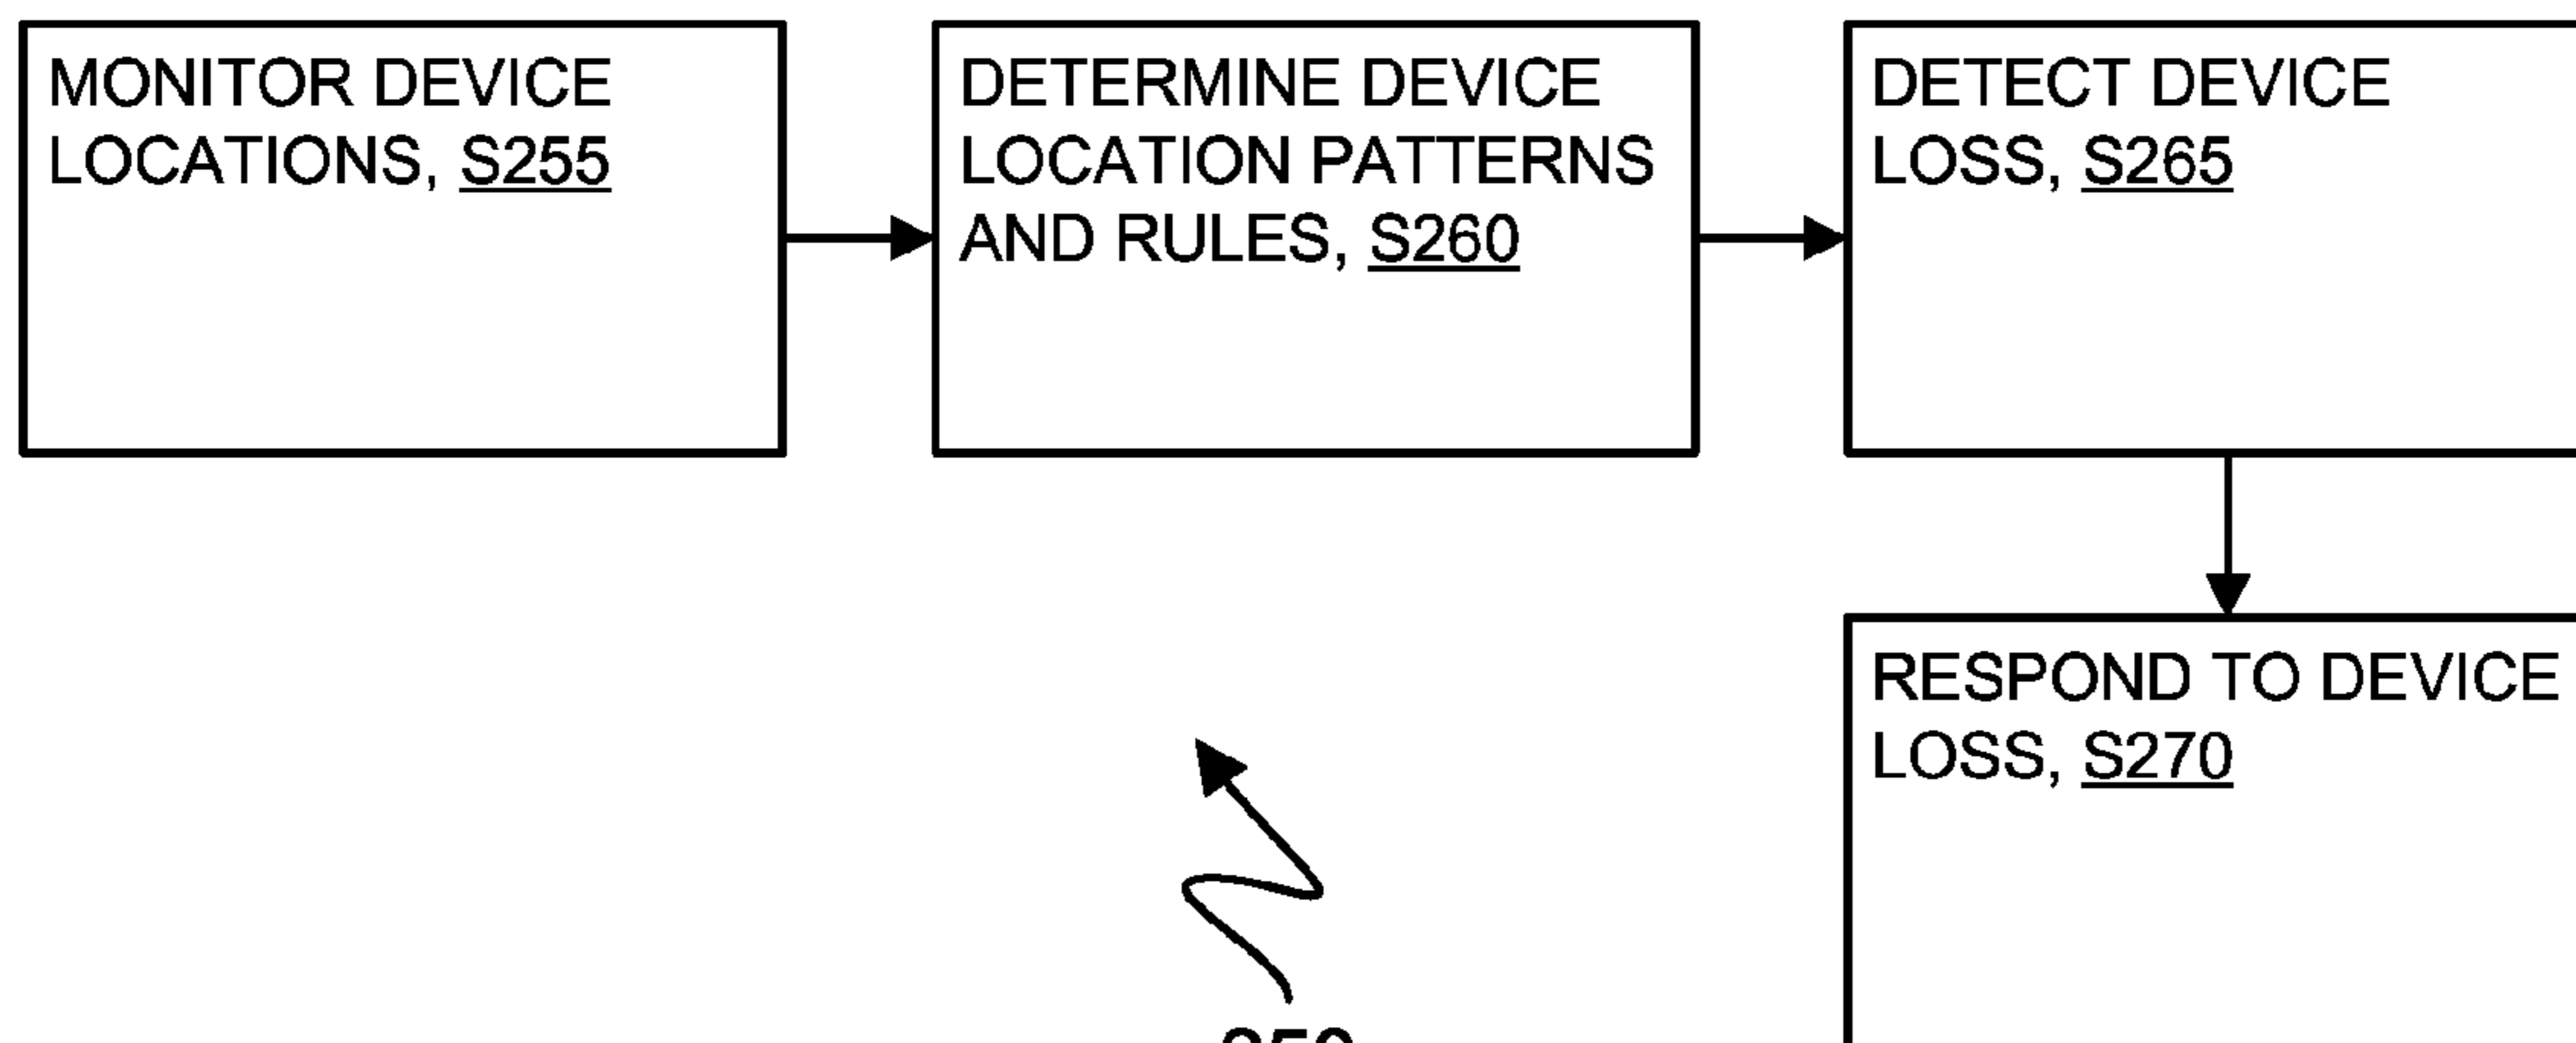 MONITOR DEVICE
LOCATIONS, S255
DETERMINE DEVICE
LOCATION PATTERNS
AND RULES, S260
DETECT DEVICE
LOSS, S265
RESPOND TO DEVICE
LOSS, S270